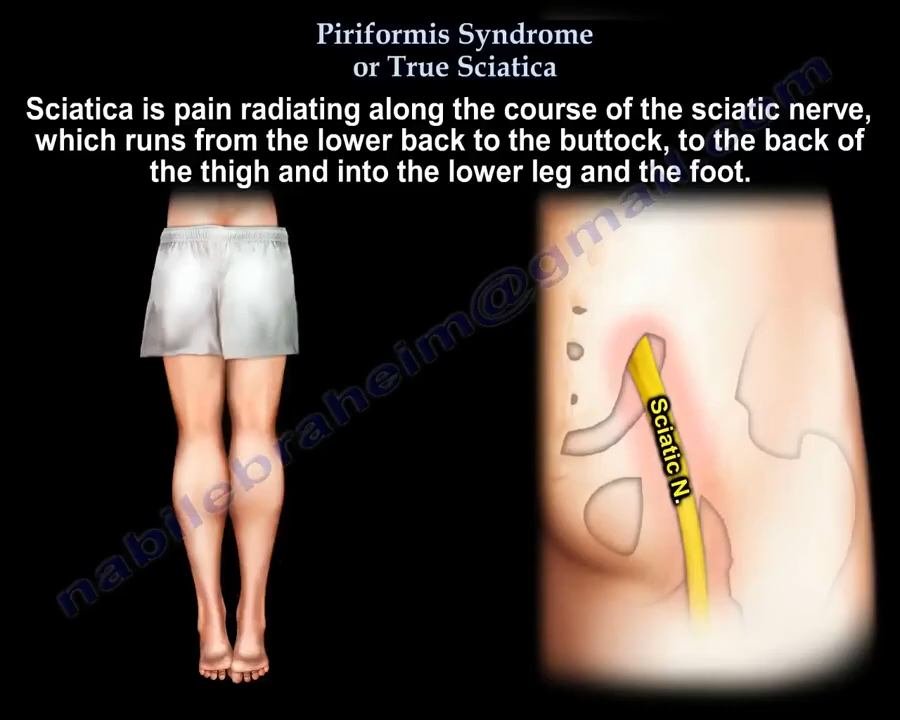 Piriformis Syndrome
or True Sciatica
Sciatica is pain radiating along the course of the sciatic nerve,
which runs from the lower back to the buttock, to the back of
the thigh and into the lower leg and the foot.
Sciatic N.
nabilebraheim@gmail.com